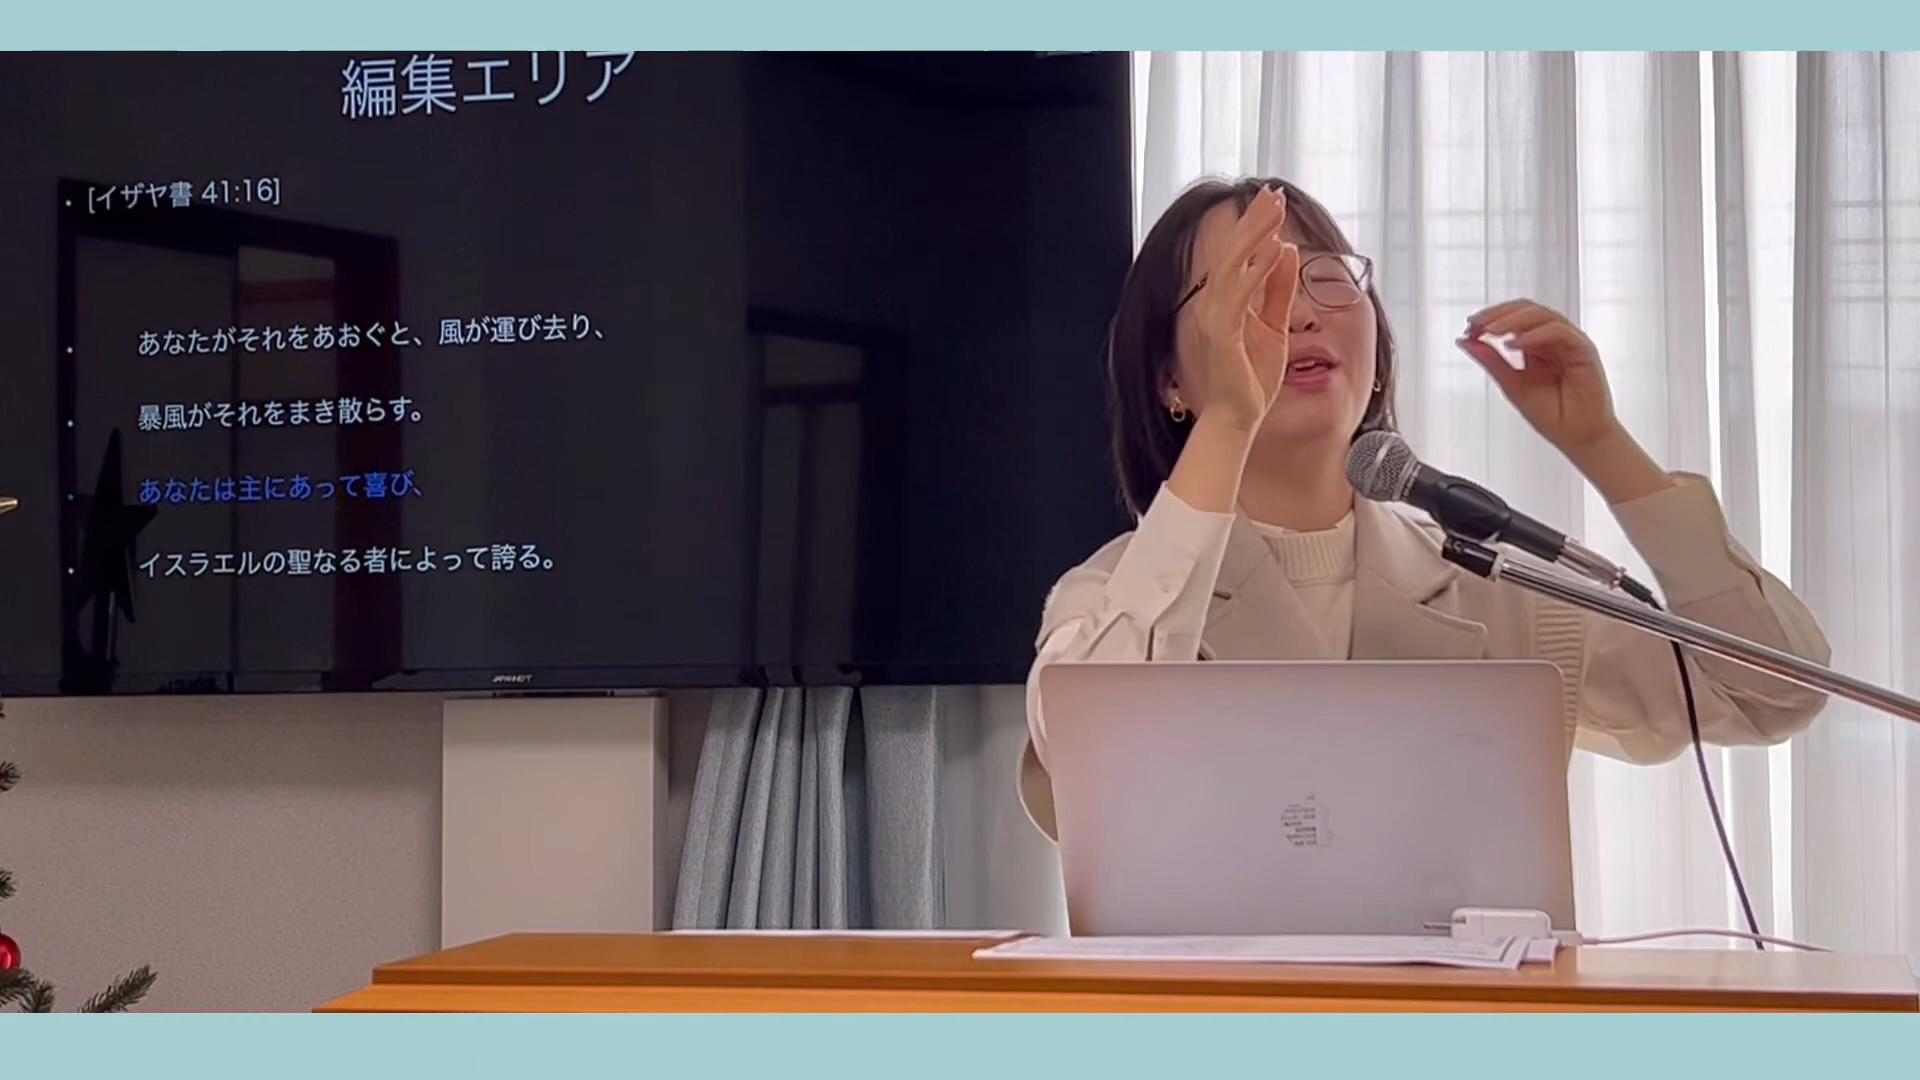 編集エリア
[イザヤ書 41:16]
あなたがそれをあおぐと、風が運び去り、
暴風がそれをまき散らす。
あなたは主にあって喜び、
イスラエルの聖なる者によって誇る。